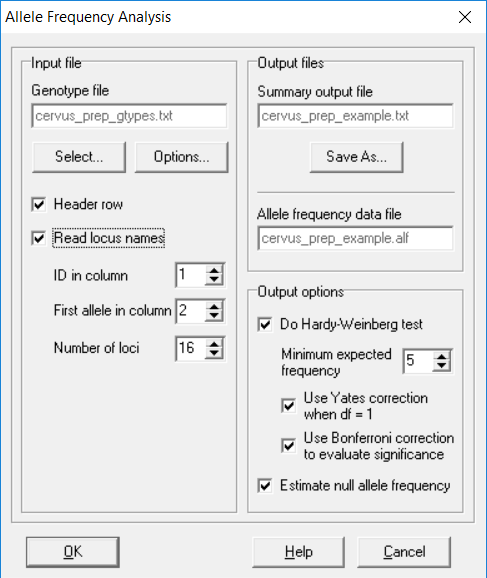 Allele Frequency Analysis
Input file
Genotype file
cervus_prep_gtypes.txt
Select...
Options...
Header row
Read locus names
ID in column
1
First allele in column
2
Number of loci
16
Output files
Summary output file
cervus_prep_example.txt
Save As...
Allele frequency data file
cervus_prep_example.alf
Output options
Do Hardy-Weinberg test
Minimum expected
frequency
5
Use Yates correction
when df = 1
Use Bonferroni correction
to evaluate significance
Estimate null allele frequency
OK
Help
Cancel